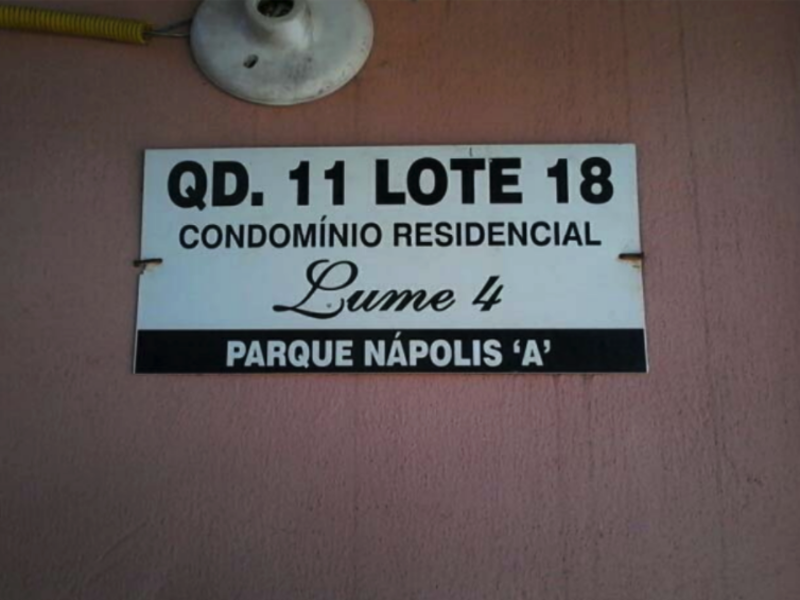 QD. 11 LOTE 18
CONDOMÍNIO RESIDENCIAL
Lume 4
PARQUE NÁPOLIS ‘A’